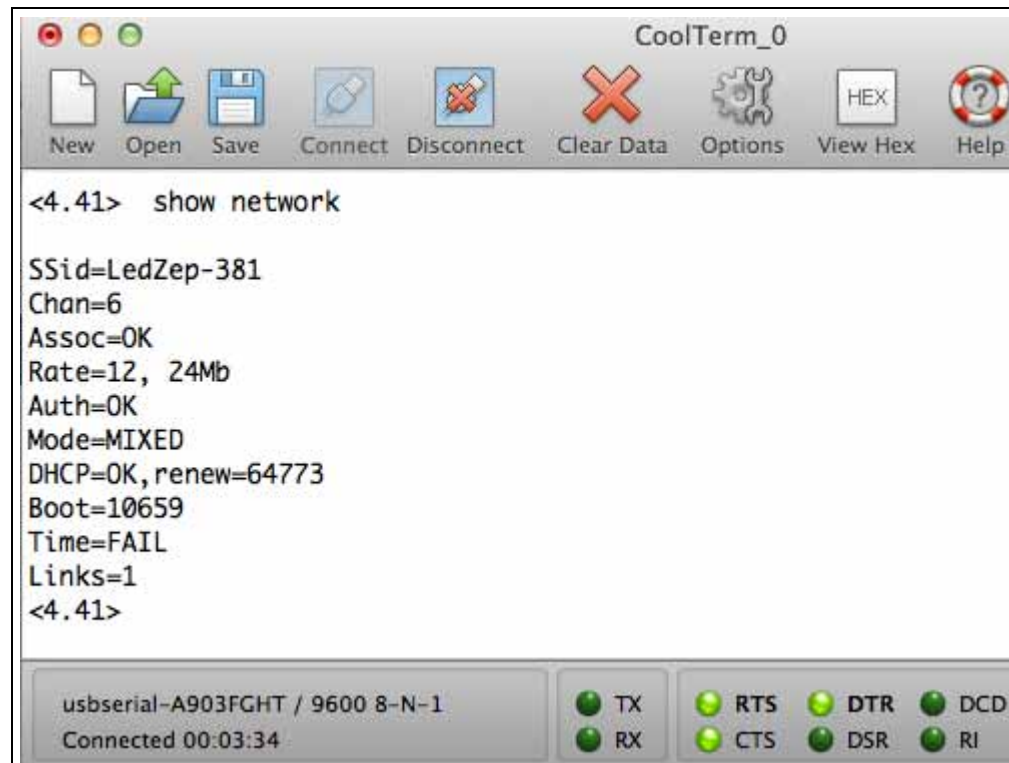 CoolTerm_0
New Open Save Connect Disconnect Clear Data Options HEX View Hex Help
<4.41>  show network
SSid=LedZep-381
Chan=6
Assoc=OK
Rate=12, 24Mb
Auth=OK
Mode=MIXED
DHCP=OK,renew=64773
Boot=10659
Time=FAIL
Links=1
<4.41>
usbserial-A903FGHT / 9600 8-N-1
Connected 00:03:34
TX RTS DTR DCD
RX CTS DSR RI